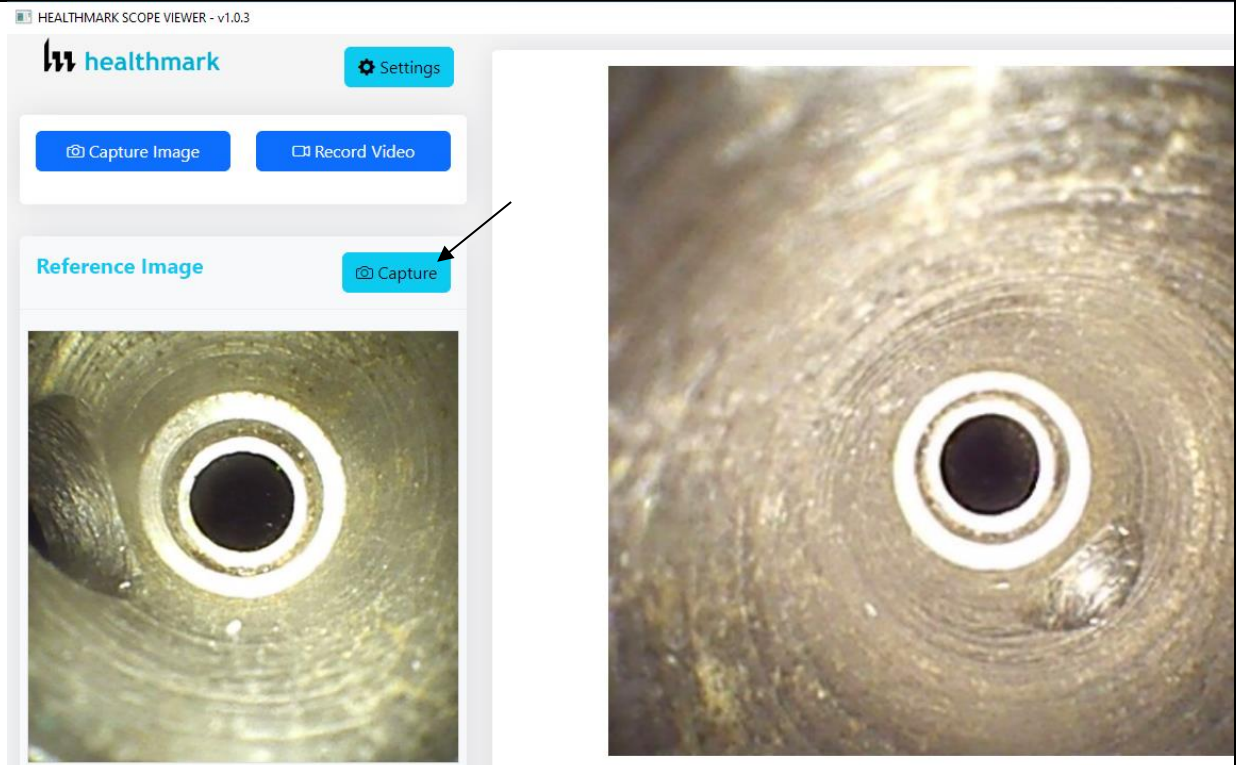 HEALTHMARK SCOPE VIEWER - v1.0.3
healthmark
Settings
Capture Image
Record Video
Reference Image
Capture